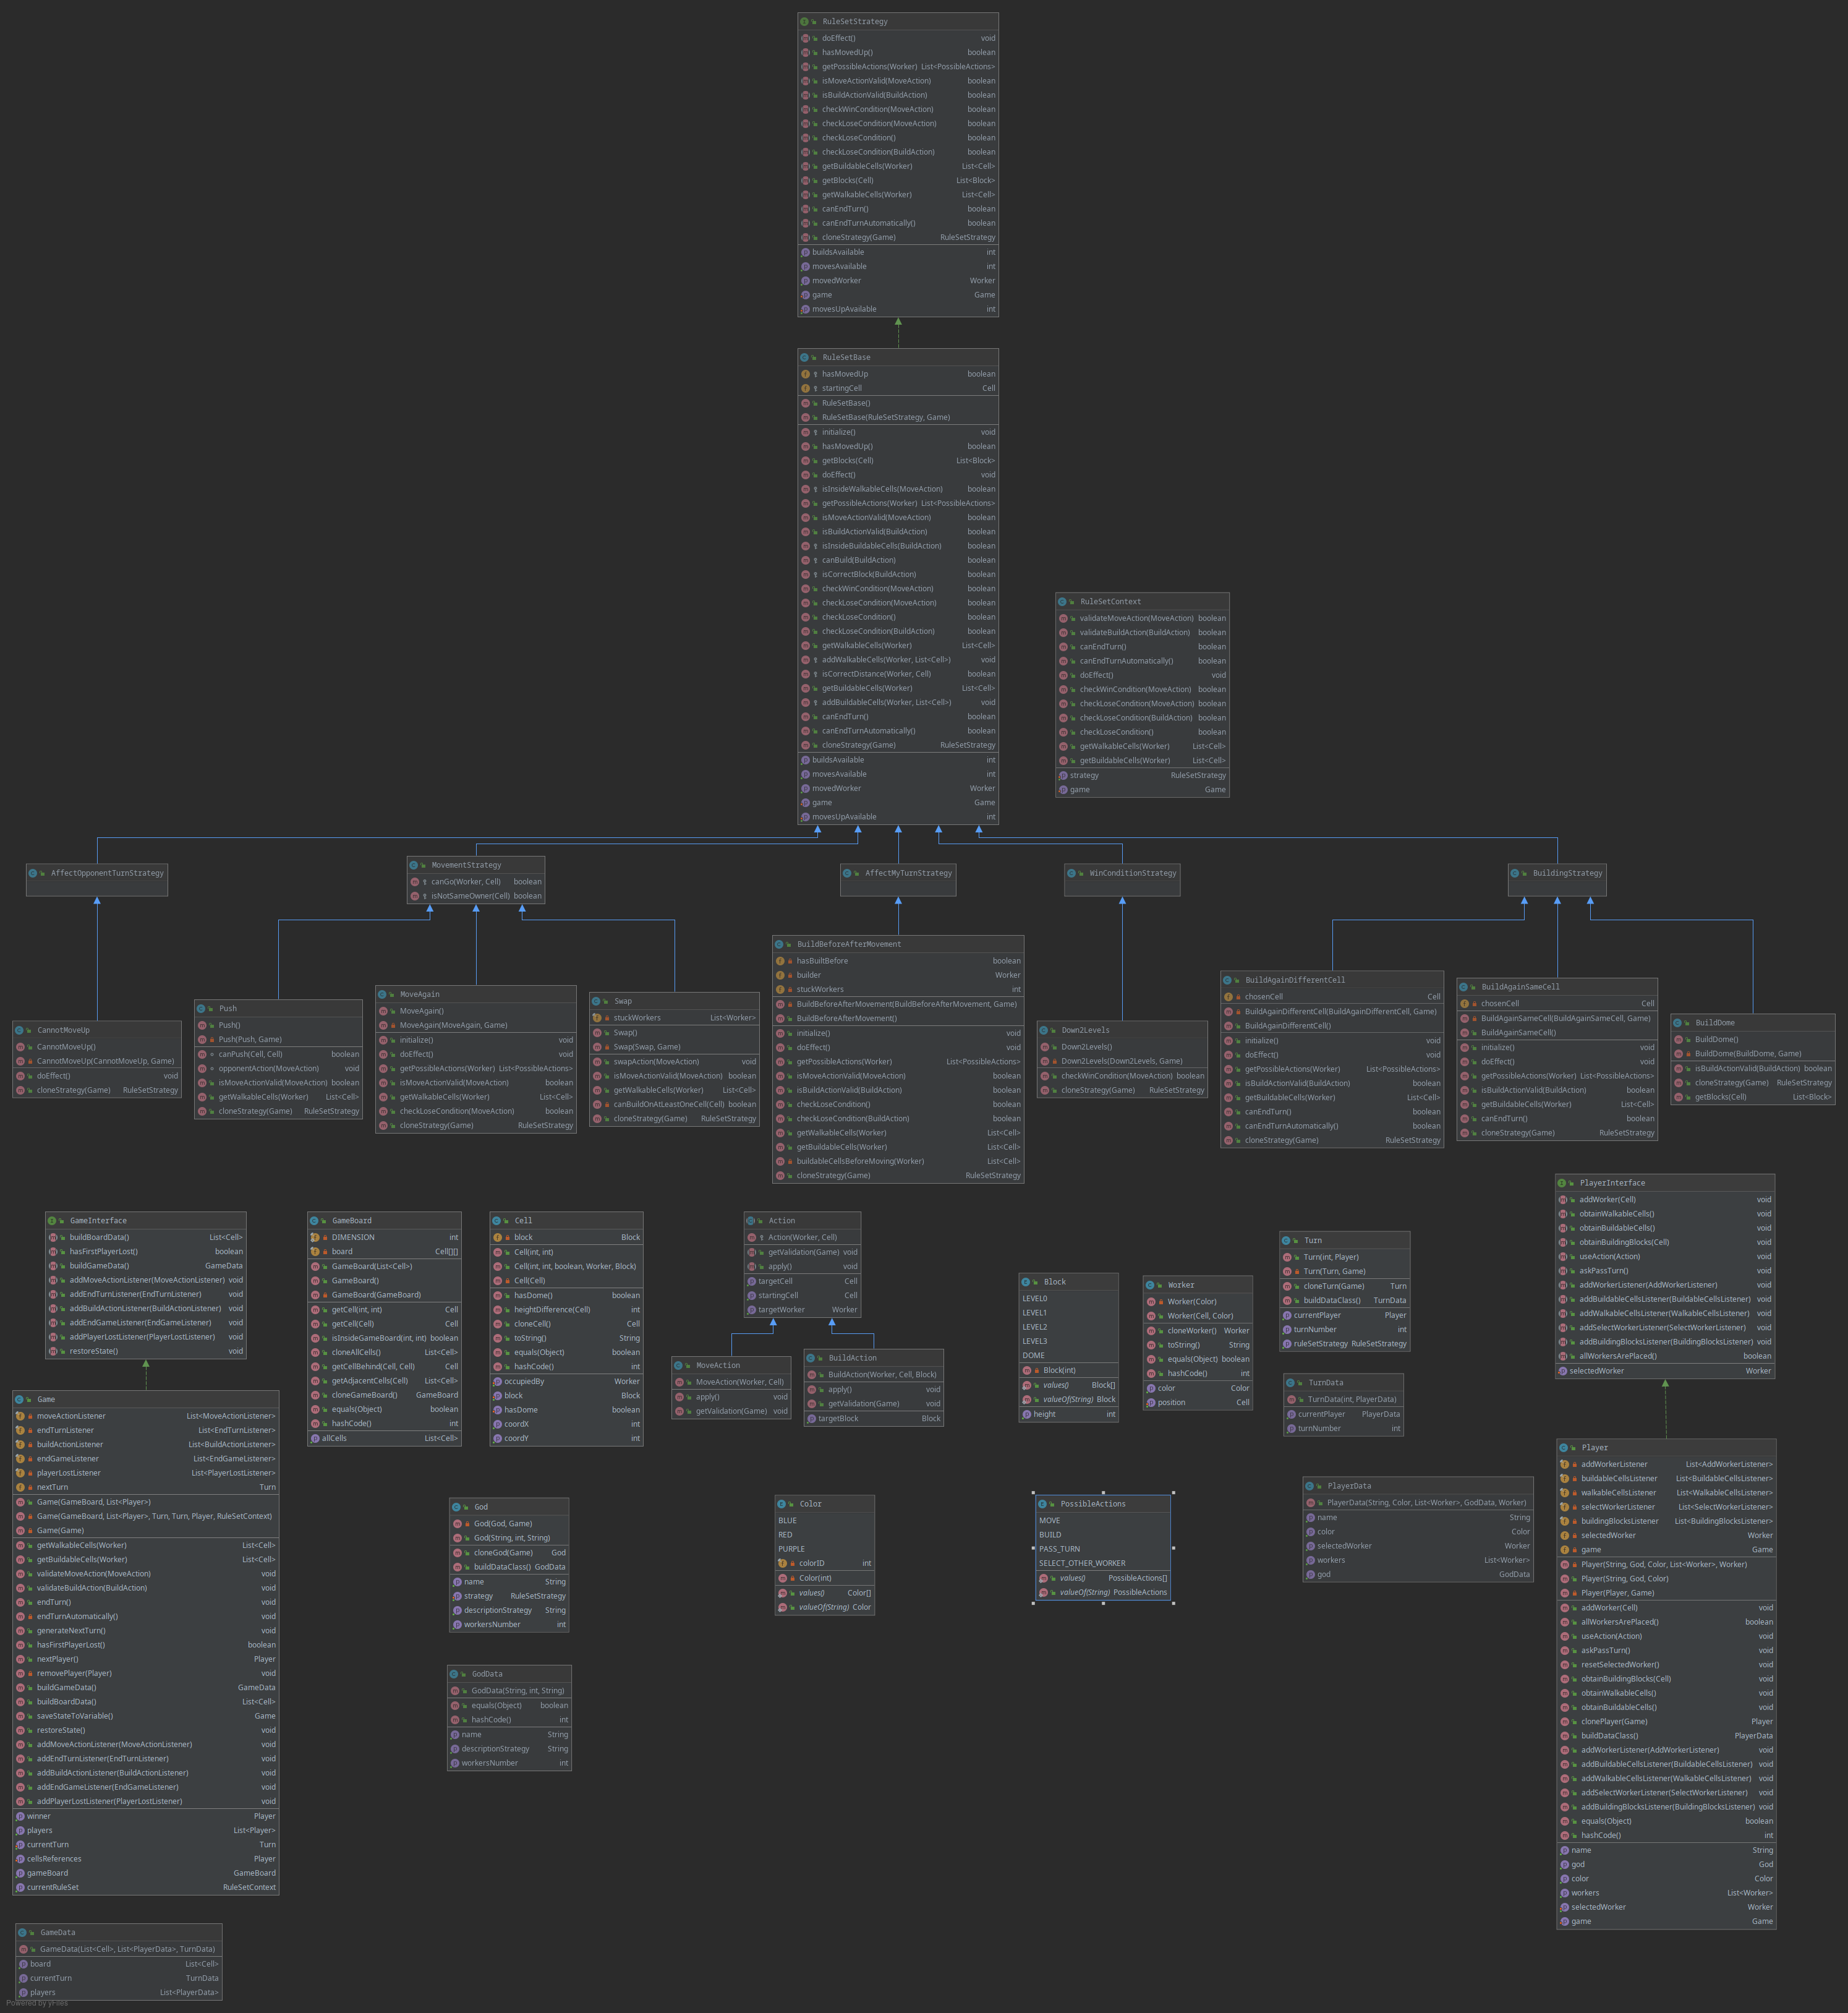 RuleSetStrategy
doEffect() void
hasMovedUp() boolean
getPossibleActions(Worker) List<PossibleActions>
isMoveActionValid(MoveAction) boolean
isBuildActionValid(BuildAction) boolean
checkWinCondition(MoveAction) boolean
checkLoseCondition(MoveAction) boolean
checkLoseCondition() boolean
checkLoseCondition(BuildAction) boolean
getBuildableCells(Worker) List<Cell>
getBlocks(Cell) List<Block>
getWalkableCells(Worker) List<Cell>
canEndTurn() boolean
canEndTurnAutomatically() boolean
cloneStrategy(Game) RuleSetStrategy
buildsAvailable int
movesAvailable int
movedWorker Worker
game Game
movesUpAvailable int
RuleSetBase
hasMovedUp boolean
startingCell Cell
RuleSetBase()
RuleSetBase(RuleSetStrategy, Game)
initialize() void
hasMovedUp() boolean
getBlocks(Cell) List<Block>
doEffect() void
isInsideWalkableCells(MoveAction) boolean
getPossibleActions(Worker) List<PossibleActions>
isMoveActionValid(MoveAction) boolean
isBuildActionValid(BuildAction) boolean
isInsideBuildableCells(BuildAction) boolean
canBuild(BuildAction) boolean
isCorrectBlock(BuildAction) boolean
checkWinCondition(MoveAction) boolean
checkLoseCondition(MoveAction) boolean
checkLoseCondition() boolean
checkLoseCondition(BuildAction) boolean
getWalkableCells(Worker) List<Cell>
addWalkableCells(Worker, List<Cell>) void
isCorrectDistance(Worker, Cell) boolean
getBuildableCells(Worker) List<Cell>
addBuildableCells(Worker, List<Cell>) void
canEndTurn() boolean
canEndTurnAutomatically() boolean
cloneStrategy(Game) RuleSetStrategy
buildsAvailable int
movesAvailable int
movedWorker Worker
game Game
movesUpAvailable int
RuleSetContext
validateMoveAction(MoveAction) boolean
validateBuildAction(BuildAction) boolean
canEndTurn() boolean
canEndTurnAutomatically() boolean
doEffect() void
checkWinCondition(MoveAction) boolean
checkLoseCondition(MoveAction) boolean
checkLoseCondition(BuildAction) boolean
checkLoseCondition() boolean
getWalkableCells(Worker) List<Cell>
getBuildableCells(Worker) List<Cell>
strategy RuleSetStrategy
game Game
AffectOpponentTurnStrategy
MovementStrategy
canGo(Worker, Cell) boolean
isNotSameOwner(Cell) boolean
AffectMyTurnStrategy
WinConditionStrategy
BuildingStrategy
CannotMoveUp
CannotMoveUp()
CannotMoveUp(CannotMoveUp, Game)
doEffect() void
cloneStrategy(Game) RuleSetStrategy
Push
Push()
Push(Push, Game)
canPush(Cell, Cell) boolean
opponentAction(MoveAction) void
isMoveActionValid(MoveAction) boolean
getWalkableCells(Worker) List<Cell>
cloneStrategy(Game) RuleSetStrategy
MoveAgain
MoveAgain()
MoveAgain(MoveAgain, Game)
initialize() void
doEffect() void
getPossibleActions(Worker) List<PossibleActions>
isMoveActionValid(MoveAction) boolean
getWalkableCells(Worker) List<Cell>
checkLoseCondition(MoveAction) boolean
cloneStrategy(Game) RuleSetStrategy
Swap
stuckWorkers List<Worker>
Swap()
Swap(Swap, Game)
swapAction(MoveAction) void
isMoveActionValid(MoveAction) boolean
getWalkableCells(Worker) List<Cell>
canBuildOnAtLeastOneCell(Cell) boolean
cloneStrategy(Game) RuleSetStrategy
BuildBeforeAfterMovement
hasBuiltBefore boolean
builder Worker
stuckWorkers int
BuildBeforeAfterMovement(BuildBeforeAfterMovement, Game)
BuildBeforeAfterMovement()
initialize() void
doEffect() void
getPossibleActions(Worker) List<PossibleActions>
isMoveActionValid(MoveAction) boolean
isBuildActionValid(BuildAction) boolean
checkLoseCondition() boolean
checkLoseCondition(BuildAction) boolean
getWalkableCells(Worker) List<Cell>
getBuildableCells(Worker) List<Cell>
buildableCellsBeforeMoving(Worker) List<Cell>
cloneStrategy(Game) RuleSetStrategy
Down2Levels
Down2Levels()
Down2Levels(Down2Levels, Game)
checkWinCondition(MoveAction) boolean
cloneStrategy(Game) RuleSetStrategy
BuildAgainDifferentCell
chosenCell Cell
BuildAgainDifferentCell(BuildAgainDifferentCell, Game)
BuildAgainDifferentCell()
initialize() void
doEffect() void
getPossibleActions(Worker) List<PossibleActions>
isBuildActionValid(BuildAction) boolean
getBuildableCells(Worker) List<Cell>
canEndTurn() boolean
canEndTurnAutomatically() boolean
cloneStrategy(Game) RuleSetStrategy
BuildAgainSameCell
chosenCell Cell
BuildAgainSameCell(BuildAgainSameCell, Game)
BuildAgainSameCell()
initialize() void
doEffect() void
getPossibleActions(Worker) List<PossibleActions>
isBuildActionValid(BuildAction) boolean
getBuildableCells(Worker) List<Cell>
canEndTurn() boolean
cloneStrategy(Game) RuleSetStrategy
BuildDome
BuildDome()
BuildDome(BuildDome, Game)
isBuildActionValid(BuildAction) boolean
cloneStrategy(Game) RuleSetStrategy
getBlocks(Cell) List<Block>
GameInterface
buildBoardData() List<Cell>
hasFirstPlayerLost() boolean
buildGameData() GameData
addMoveActionListener(MoveActionListener) void
addEndTurnListener(EndTurnListener) void
addBuildActionListener(BuildActionListener) void
addEndGameListener(EndGameListener) void
addPlayerLostListener(PlayerLostListener) void
restoreState() void
GameBoard
DIMENSION int
board Cell[][]
GameBoard(List<Cell>)
GameBoard()
GameBoard(GameBoard)
getCell(int, int) Cell
getCell(Cell) Cell
isInsideGameBoard(int, int) boolean
cloneAllCells() List<Cell>
getCellBehind(Cell, Cell) Cell
getAdjacentCells(Cell) List<Cell>
cloneGameBoard() GameBoard
equals(Object) boolean
hashCode() int
allCells List<Cell>
Cell
block Block
Cell(int, int)
Cell(int, int, boolean, Worker, Block)
Cell(Cell)
hasDome() boolean
heightDifference(Cell) int
cloneCell() Cell
toString() String
equals(Object) boolean
hashCode() int
occupiedBy Worker
block Block
hasDome boolean
coordX int
coordY int
Action
Action(Worker, Cell)
getValidation(Game) void
apply() void
targetCell Cell
startingCell Cell
targetWorker Worker
MoveAction
MoveAction(Worker, Cell)
apply() void
getValidation(Game) void
BuildAction
BuildAction(Worker, Cell, Block)
apply() void
getValidation(Game) void
targetBlock Block
Block
LEVEL0
LEVEL1
LEVEL2
LEVEL3
DOME
Block(int)
values() Block[]
valueOf(String) Block
height int
Worker
Worker(Color)
Worker(Cell, Color)
cloneWorker() Worker
toString() String
equals(Object) boolean
hashCode() int
color Color
position Cell
Turn
Turn(int, Player)
Turn(Turn, Game)
cloneTurn(Game) Turn
buildDataClass() TurnData
currentPlayer Player
turnNumber int
ruleSetStrategy RuleSetStrategy
TurnData
TurnData(int, PlayerData)
currentPlayer PlayerData
turnNumber int
PlayerInterface
addWorker(Cell) void
obtainWalkableCells() void
obtainBuildableCells() void
obtainBuildingBlocks(Cell) void
useAction(Action) void
askPassTurn() void
addWorkerListener(AddWorkerListener) void
addBuildableCellsListener(BuildableCellsListener) void
addWalkableCellsListener(WalkableCellsListener) void
addSelectWorkerListener(SelectWorkerListener) void
addBuildingBlocksListener(BuildingBlocksListener) void
allWorkersArePlaced() boolean
selectedWorker Worker
Game
moveActionListener List<MoveActionListener>
endTurnListener List<EndTurnListener>
buildActionListener List<BuildActionListener>
endGameListener List<EndGameListener>
playerLostListener List<PlayerLostListener>
nextTurn Turn
Game(GameBoard, List<Player>)
Game(GameBoard, List<Player>, Turn, Turn, Player, RuleSetContext)
Game(Game)
getWalkableCells(Worker) List<Cell>
getBuildableCells(Worker) List<Cell>
validateMoveAction(MoveAction) void
validateBuildAction(BuildAction) void
endTurn() void
endTurnAutomatically() void
generateNextTurn() void
hasFirstPlayerLost() boolean
nextPlayer() Player
removePlayer(Player) void
buildGameData() GameData
buildBoardData() List<Cell>
saveStateToVariable() Game
restoreState() void
addMoveActionListener(MoveActionListener) void
addEndTurnListener(EndTurnListener) void
addBuildActionListener(BuildActionListener) void
addEndGameListener(EndGameListener) void
addPlayerLostListener(PlayerLostListener) void
winner Player
players List<Player>
currentTurn Turn
cellsReferences Player
gameBoard GameBoard
currentRuleSet RuleSetContext
God
God(God, Game)
God(String, int, String)
cloneGod(Game) God
buildDataClass() GodData
name String
strategy RuleSetStrategy
descriptionStrategy String
workersNumber int
GodData
GodData(String, int, String)
equals(Object) boolean
hashCode() int
name String
descriptionStrategy String
workersNumber int
Color
BLUE
RED
PURPLE
colorID int
Color(int)
values() Color[]
valueOf(String) Color
PossibleActions
MOVE
BUILD
PASS_TURN
SELECT_OTHER_WORKER
values() PossibleActions[]
valueOf(String) PossibleActions
PlayerData
PlayerData(String, Color, List<Worker>, GodData, Worker)
name String
color Color
selectedWorker Worker
workers List<Worker>
god GodData
Player
addWorkerListener List<AddWorkerListener>
buildableCellsListener List<BuildableCellsListener>
walkableCellsListener List<WalkableCellsListener>
selectWorkerListener List<SelectWorkerListener>
buildingBlocksListener List<BuildingBlocksListener>
selectedWorker Worker
game Game
Player(String, God, Color, List<Worker>, Worker)
Player(String, God, Color)
Player(Player, Game)
addWorker(Cell) void
allWorkersArePlaced() boolean
useAction(Action) void
askPassTurn() void
resetSelectedWorker() void
obtainBuildingBlocks(Cell) void
obtainWalkableCells() void
obtainBuildableCells() void
clonePlayer(Game) Player
buildDataClass() PlayerData
addWorkerListener(AddWorkerListener) void
addBuildableCellsListener(BuildableCellsListener) void
addWalkableCellsListener(WalkableCellsListener) void
addSelectWorkerListener(SelectWorkerListener) void
addBuildingBlocksListener(BuildingBlocksListener) void
equals(Object) boolean
hashCode() int
name String
god God
color Color
workers List<Worker>
selectedWorker Worker
game Game
GameData
GameData(List<Cell>, List<PlayerData>, TurnData)
board List<Cell>
currentTurn TurnData
players List<PlayerData>
Powered by yFiles